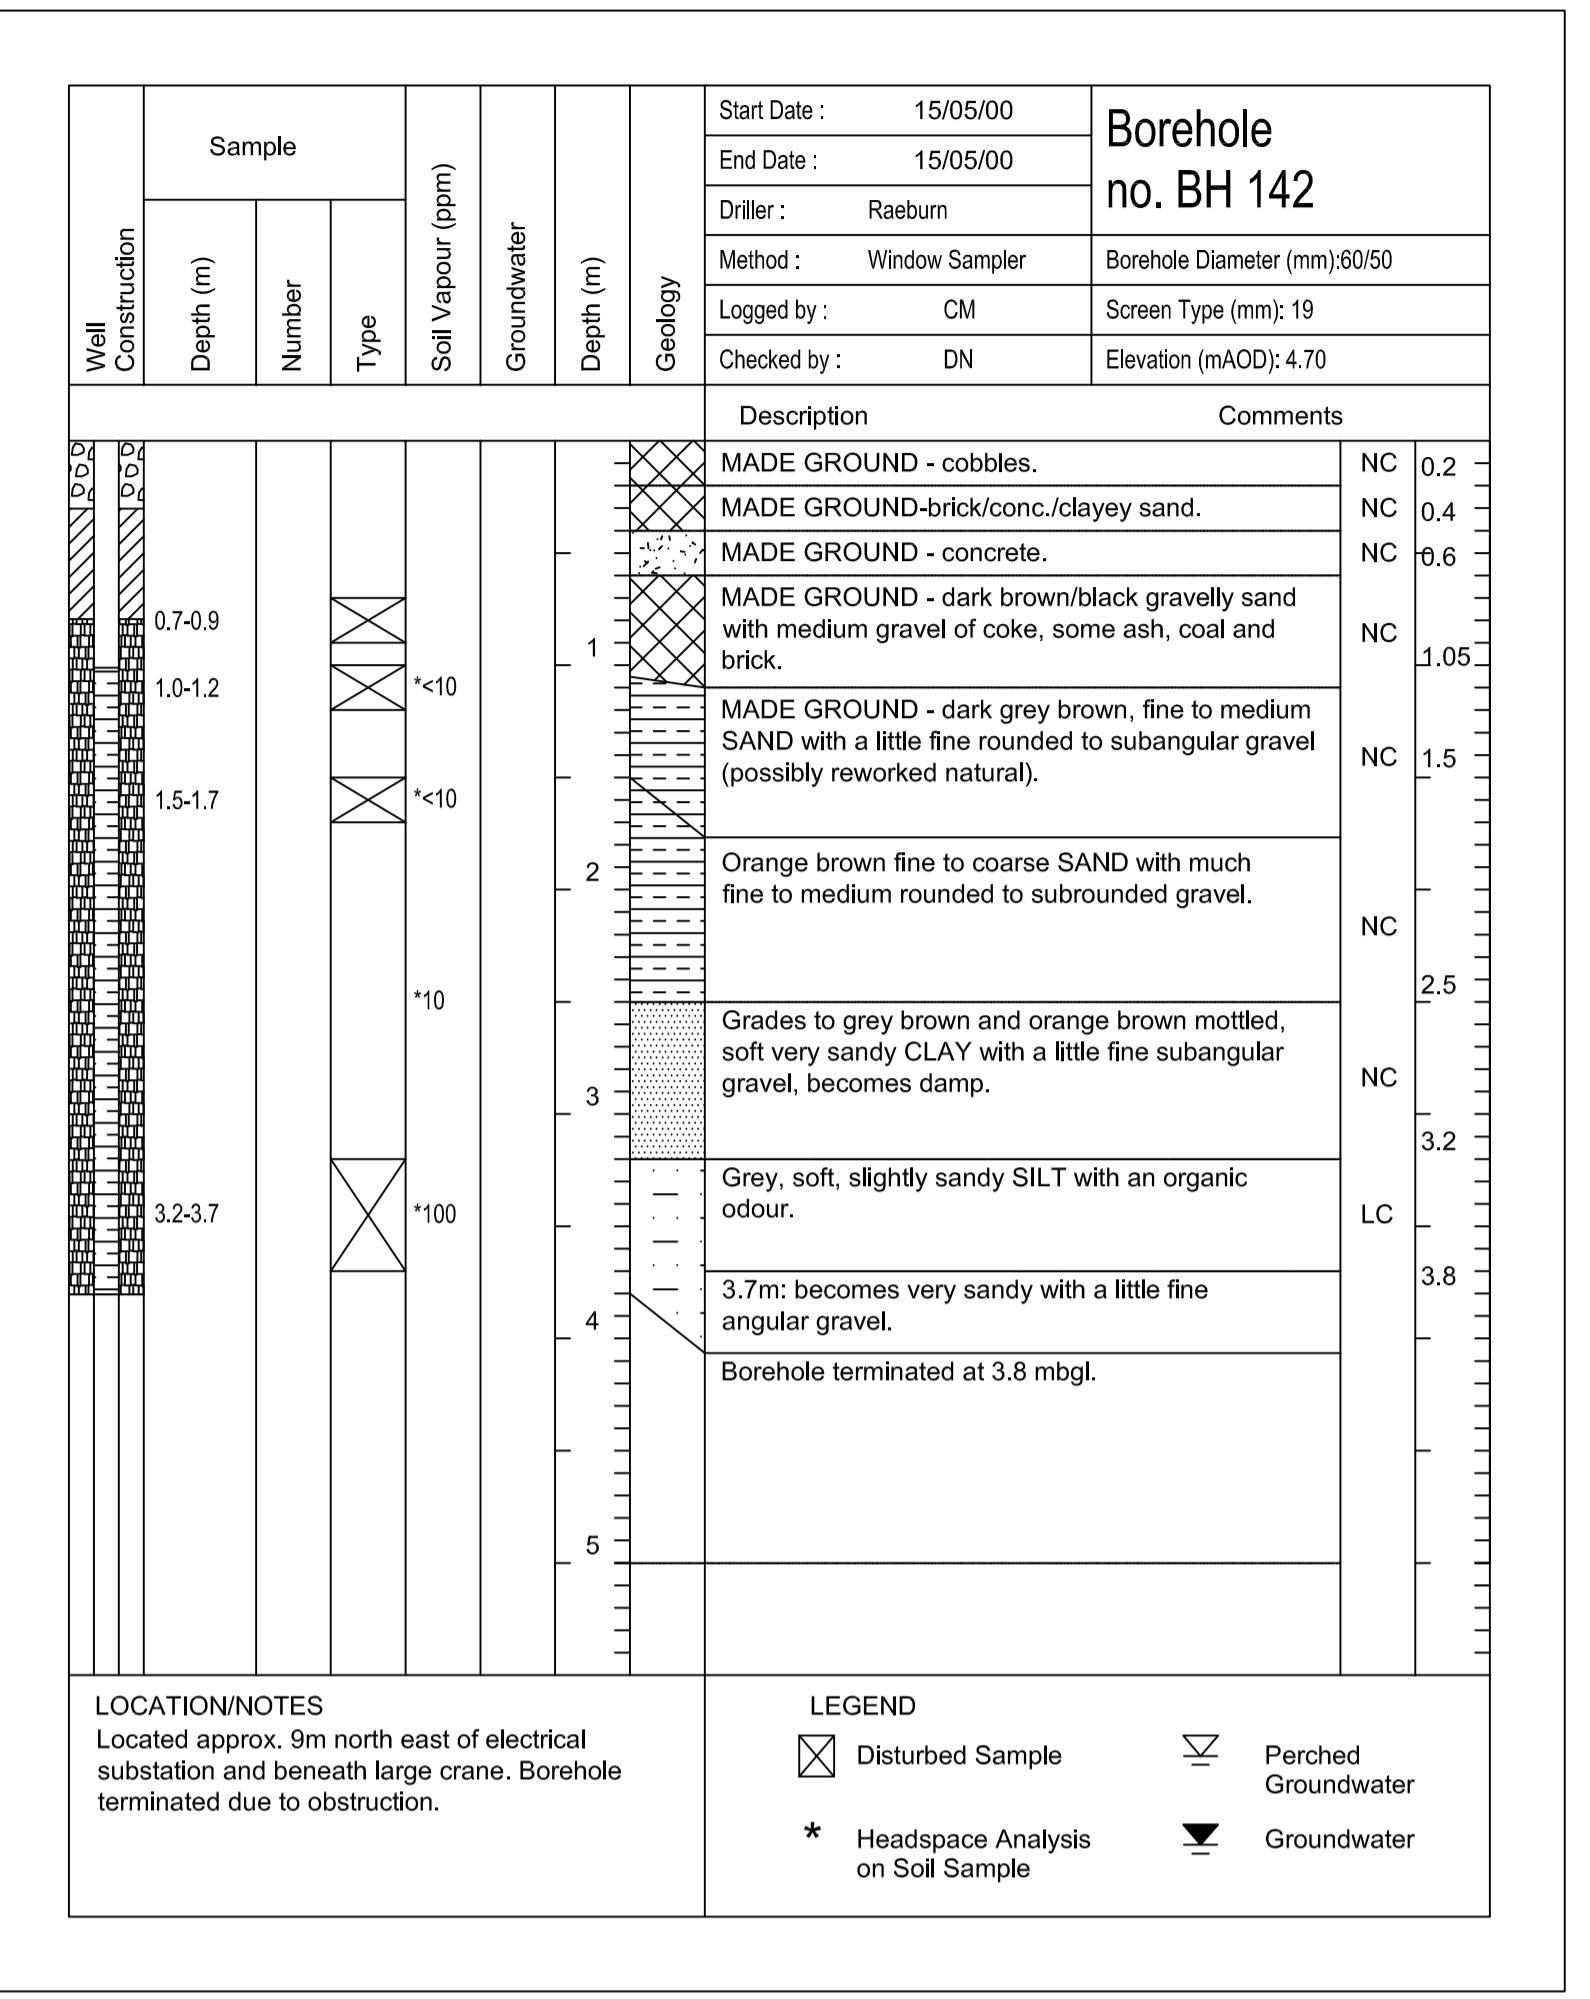 Start Date : 15/05/00
End Date : 15/05/00
Driller : Raeburn
Method : Window Sampler
Logged by : CM
Checked by : DN
Borehole
no. BH 142
Borehole Diameter (mm):60/50
Screen Type (mm): 19
Elevation (mAOD): 4.70
Well
Construction
Sample
Depth (m)
Number
Type
Soil Vapour (ppm)
Groundwater
Depth (m)
Geology
Description Comments
MADE GROUND - cobbles. NC 0.2
MADE GROUND-brick/conc./clayey sand. NC 0.4
MADE GROUND - concrete. NC 0.6
0.7-0.9
MADE GROUND - dark brown/black gravelly sand
with medium gravel of coke, some ash, coal and
brick.
NC
1
1.05
1.0-1.2 *<10
MADE GROUND - dark grey brown, fine to medium
SAND with a little fine rounded to subangular gravel
(possibly reworked natural).
NC 1.5
1.5-1.7 *<10
2
Orange brown fine to coarse SAND with much
fine to medium rounded to subrounded gravel.
NC
2.5
*10
Grades to grey brown and orange brown mottled,
soft very sandy CLAY with a little fine subangular
gravel, becomes damp.
NC
3
3.2
Grey, soft, slightly sandy SILT with an organic
odour.
3.2-3.7 *100
LC
3.8
3.7m: becomes very sandy with a little fine
angular gravel.
4
Borehole terminated at 3.8 mbgl.
5
LOCATION/NOTES
Located approx. 9m north east of electrical
substation and beneath large crane. Borehole
terminated due to obstruction.
LEGEND
Disturbed Sample
Perched
Groundwater
* Headspace Analysis
on Soil Sample
Groundwater